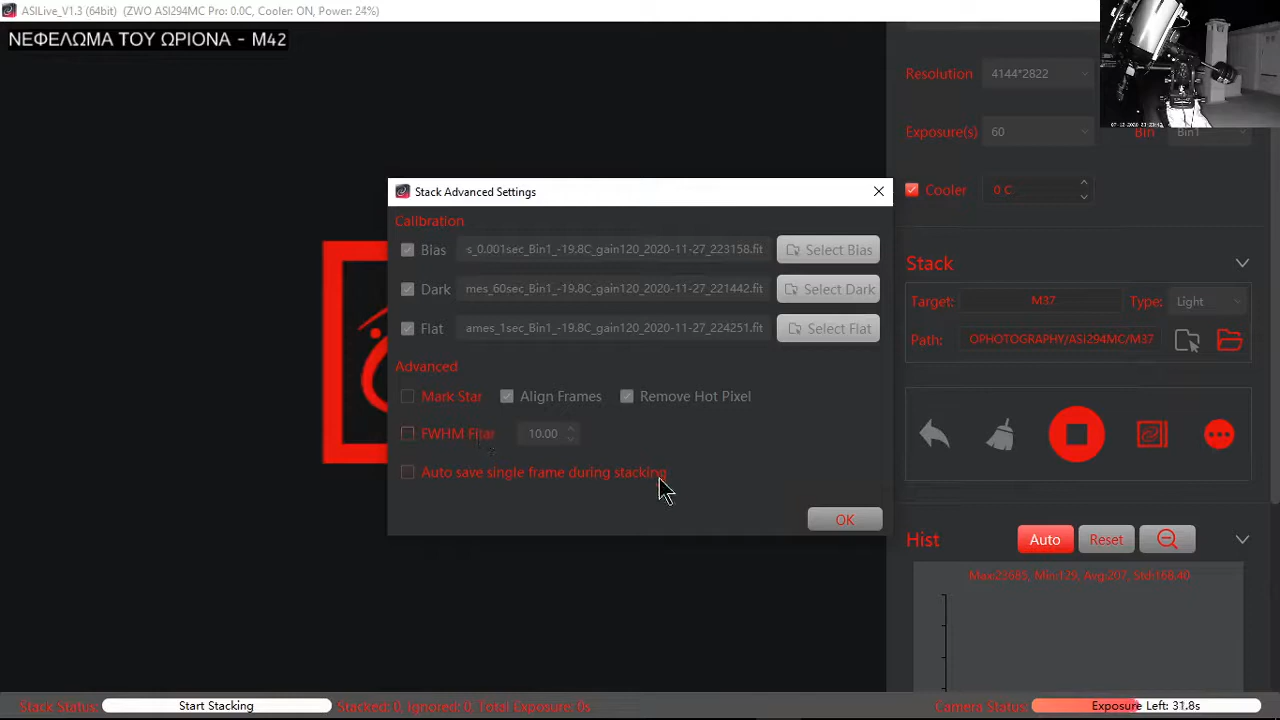 ASILive_V1.3 (64bit) (ZWO ASI294MC Pro: 0.0C, Cooler: ON, Power: 24%)
ΝΕΦΕΛΩΜΑ ΤΟΥ ΩΡΙΟΝΑ - Μ42
Resolution 4144*2822
Exposure(s) 60 Bin Bin1
Cooler 0 C
Stack
Target: M37 Type: Light
Path: OPHOTOGRAPHY/ASI294MC/M37
Stack Advanced Settings
Calibration
Bias s_0.001sec_Bin1_-19.8C_gain120_2020-11-27_223158.fit Select Bias
Dark mes_60sec_Bin1_-19.8C_gain120_2020-11-27_221442.fit Select Dark
Flat ames_1sec_Bin1_-19.8C_gain120_2020-11-27_224251.fit Select Flat
Advanced
Mark Star Align Frames Remove Hot Pixel
FWHM Filter 10.00
Auto save single frame during stacking
OK
Hist Auto Reset
Max:23685, Min:129, Avg:207, Std:168.40
Stack Status: Start Stacking Stacked: 0, Ignored: 0, Total Exposure: 0s
Camera Status: Exposure Left: 31.8s